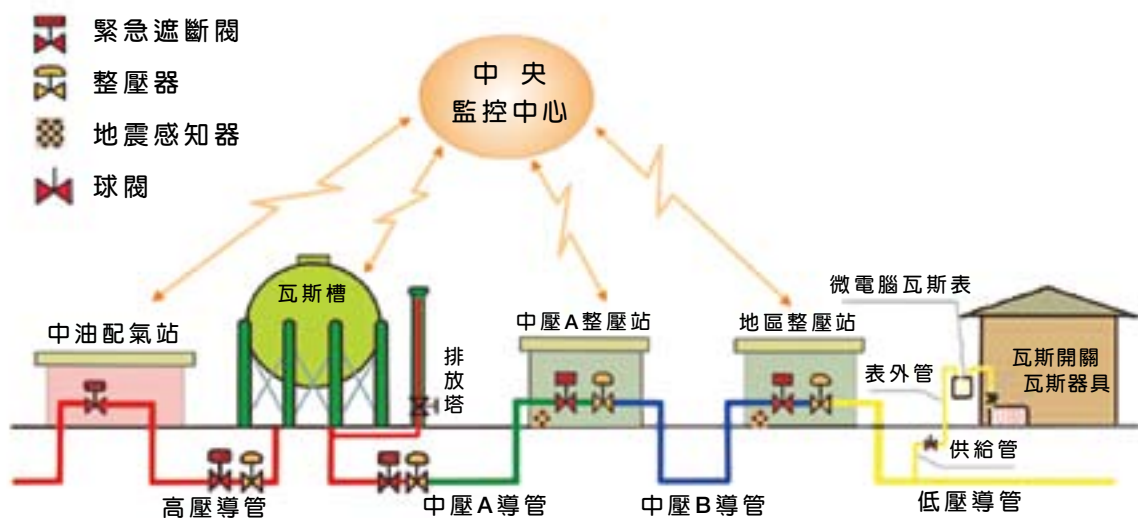 緊急遮斷閥
整壓器
地震感知器
球閥
中央
監控中心
中油配氣站
瓦斯槽
排放塔
中壓A整壓站
地區整壓站
微電腦瓦斯表
表外管
瓦斯開關
瓦斯器具
供給管
高壓導管
中壓A導管
中壓B導管
低壓導管